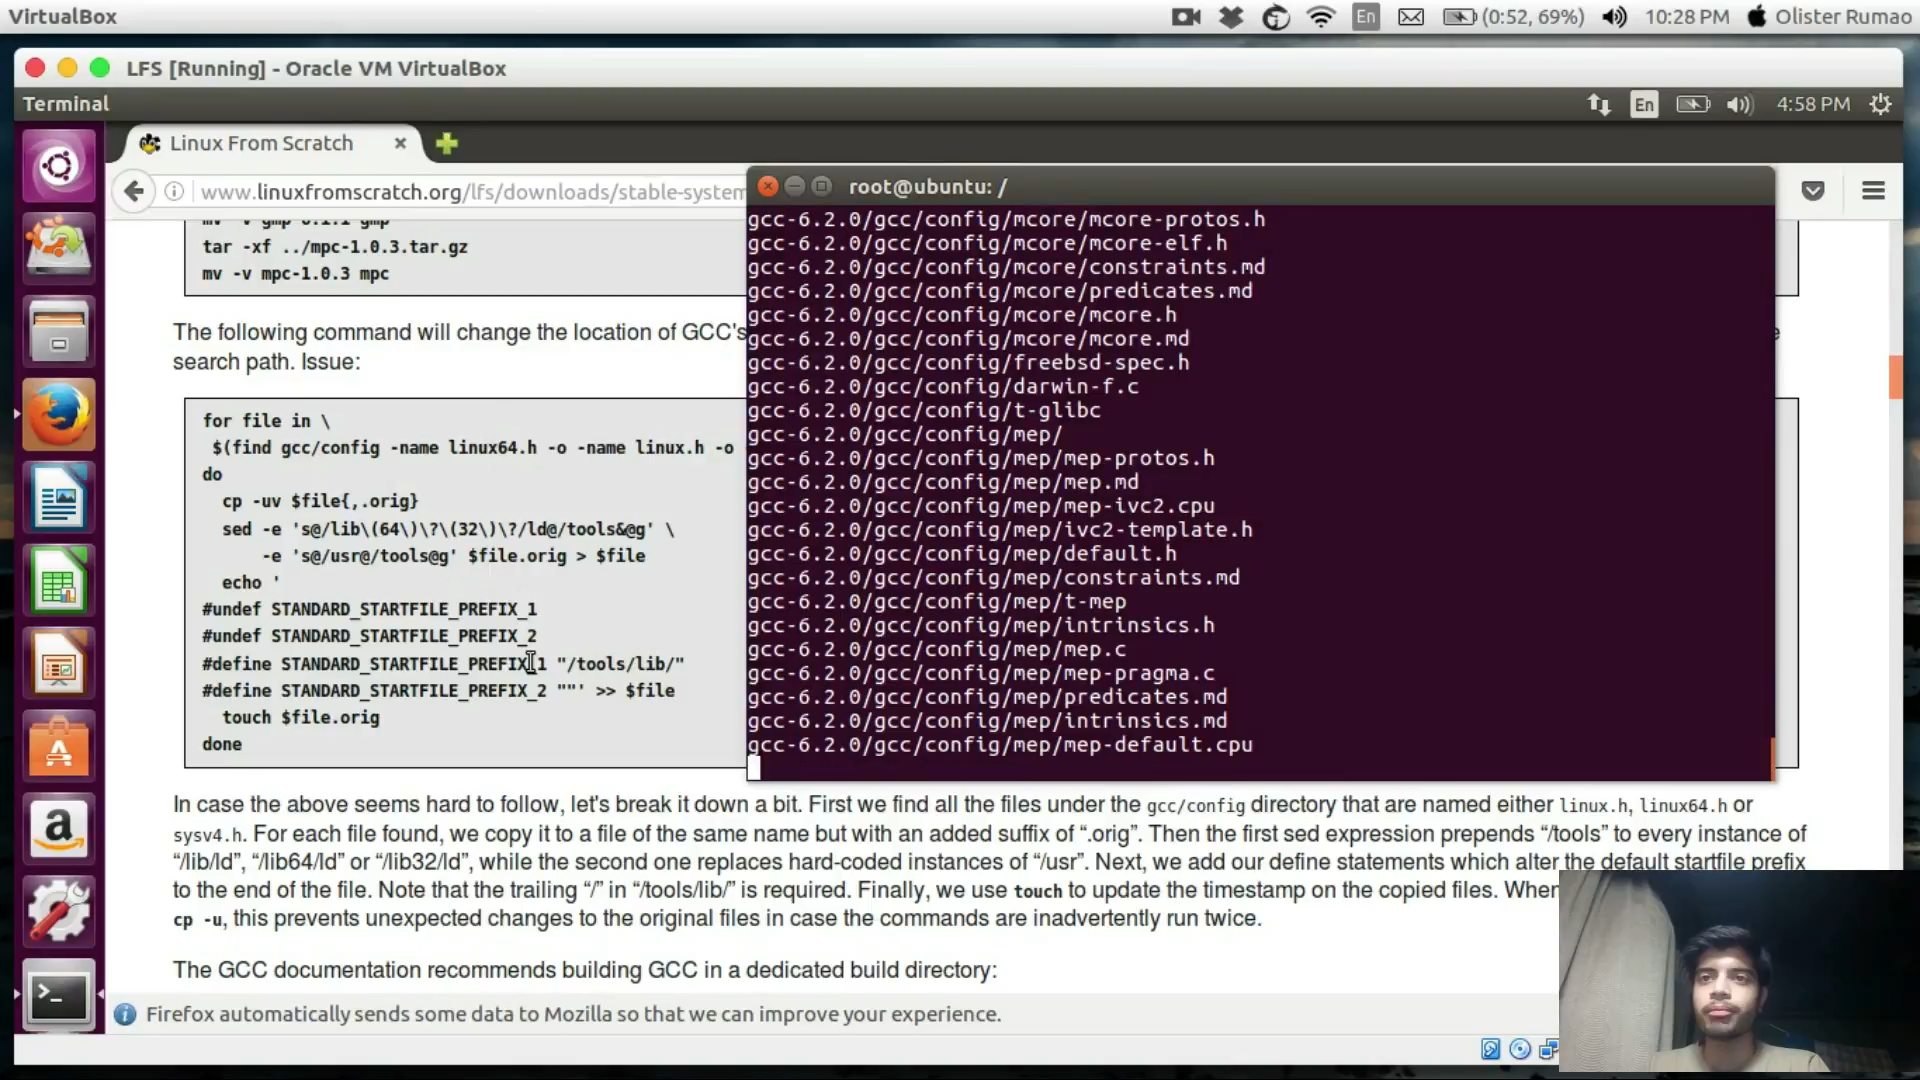 VirtualBox
En
(0:52, 69%)
10:28 PM
Olister Rumao
LFS [Running] - Oracle VM VirtualBox
Terminal
En
4:58 PM
Linux From Scratch
www.linuxfromscratch.org/lfs/downloads/stable-system
mv -v gmp-6.1.1 gmp
tar -xf ../mpc-1.0.3.tar.gz
mv -v mpc-1.0.3 mpc
The following command will change the location of GCC's
search path. Issue:
for file in \
$(find gcc/config -name linux64.h -o -name linux.h -o
do
cp -uv $file{,.orig}
sed -e 's@/lib\(64\)\?\(32\)\?/ld@/tools&@g' \
-e 's@/usr@/tools@g' $file.orig > $file
echo '
#undef STANDARD_STARTFILE_PREFIX_1
#undef STANDARD_STARTFILE_PREFIX_2
#define STANDARD_STARTFILE_PREFIX_1 "/tools/lib/"
#define STANDARD_STARTFILE_PREFIX_2 ""' >> $file
touch $file.orig
done
root@ubuntu: /
gcc-6.2.0/gcc/config/mcore/mcore-protos.h
gcc-6.2.0/gcc/config/mcore/mcore-elf.h
gcc-6.2.0/gcc/config/mcore/constraints.md
gcc-6.2.0/gcc/config/mcore/predicates.md
gcc-6.2.0/gcc/config/mcore/mcore.h
gcc-6.2.0/gcc/config/mcore/mcore.md
gcc-6.2.0/gcc/config/freebsd-spec.h
gcc-6.2.0/gcc/config/darwin-f.c
gcc-6.2.0/gcc/config/t-glibc
gcc-6.2.0/gcc/config/mep/
gcc-6.2.0/gcc/config/mep/mep-protos.h
gcc-6.2.0/gcc/config/mep/mep.md
gcc-6.2.0/gcc/config/mep/mep-ivc2.cpu
gcc-6.2.0/gcc/config/mep/ivc2-template.h
gcc-6.2.0/gcc/config/mep/default.h
gcc-6.2.0/gcc/config/mep/constraints.md
gcc-6.2.0/gcc/config/mep/t-mep
gcc-6.2.0/gcc/config/mep/intrinsics.h
gcc-6.2.0/gcc/config/mep/mep.c
gcc-6.2.0/gcc/config/mep/mep-pragma.c
gcc-6.2.0/gcc/config/mep/predicates.md
gcc-6.2.0/gcc/config/mep/intrinsics.md
gcc-6.2.0/gcc/config/mep/mep-default.cpu
In case the above seems hard to follow, let's break it down a bit. First we find all the files under the gcc/config directory that are named either linux.h, linux64.h or
sysv4.h. For each file found, we copy it to a file of the same name but with an added suffix of “.orig”. Then the first sed expression prepends “/tools” to every instance of
“/lib/ld”, “/lib64/ld” or “/lib32/ld”, while the second one replaces hard-coded instances of “/usr”. Next, we add our define statements which alter the default startfile prefix
to the end of the file. Note that the trailing “/” in “/tools/lib/” is required. Finally, we use touch to update the timestamp on the copied files. When
cp -u, this prevents unexpected changes to the original files in case the commands are inadvertently run twice.
The GCC documentation recommends building GCC in a dedicated build directory:
Firefox automatically sends some data to Mozilla so that we can improve your experience.